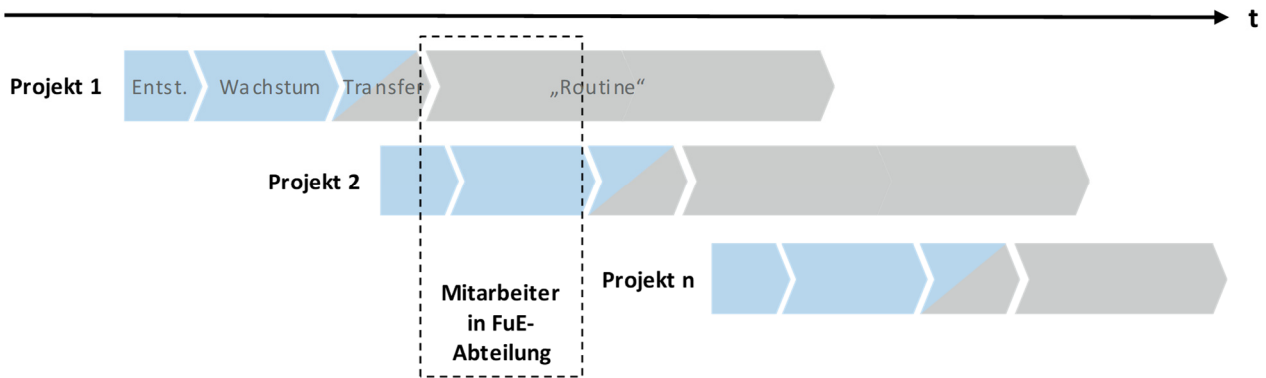 t
Projekt 1
Entst.
Wachstum
Transfer
„Routine“
Projekt 2
Projekt n
Mitarbeiter
in FuE-
Abteilung